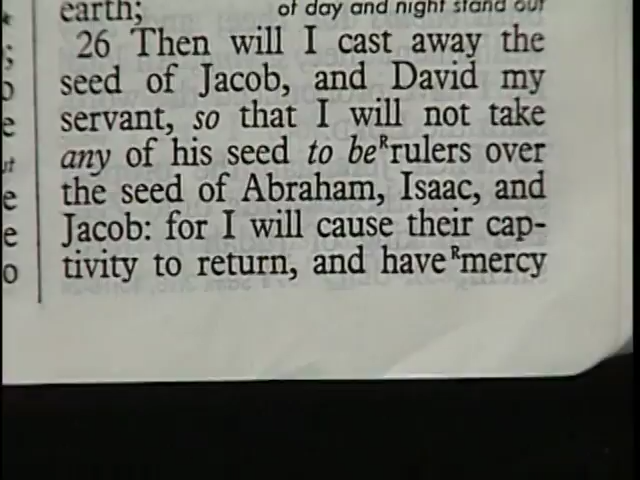 earth;
of day and night stand out
26 Then will I cast away the
seed of Jacob, and David my
servant, so that I will not take
any of his seed to be ᴿrulers over
the seed of Abraham, Isaac, and
Jacob: for I will cause their cap-
tivity to return, and have ᴿmercy